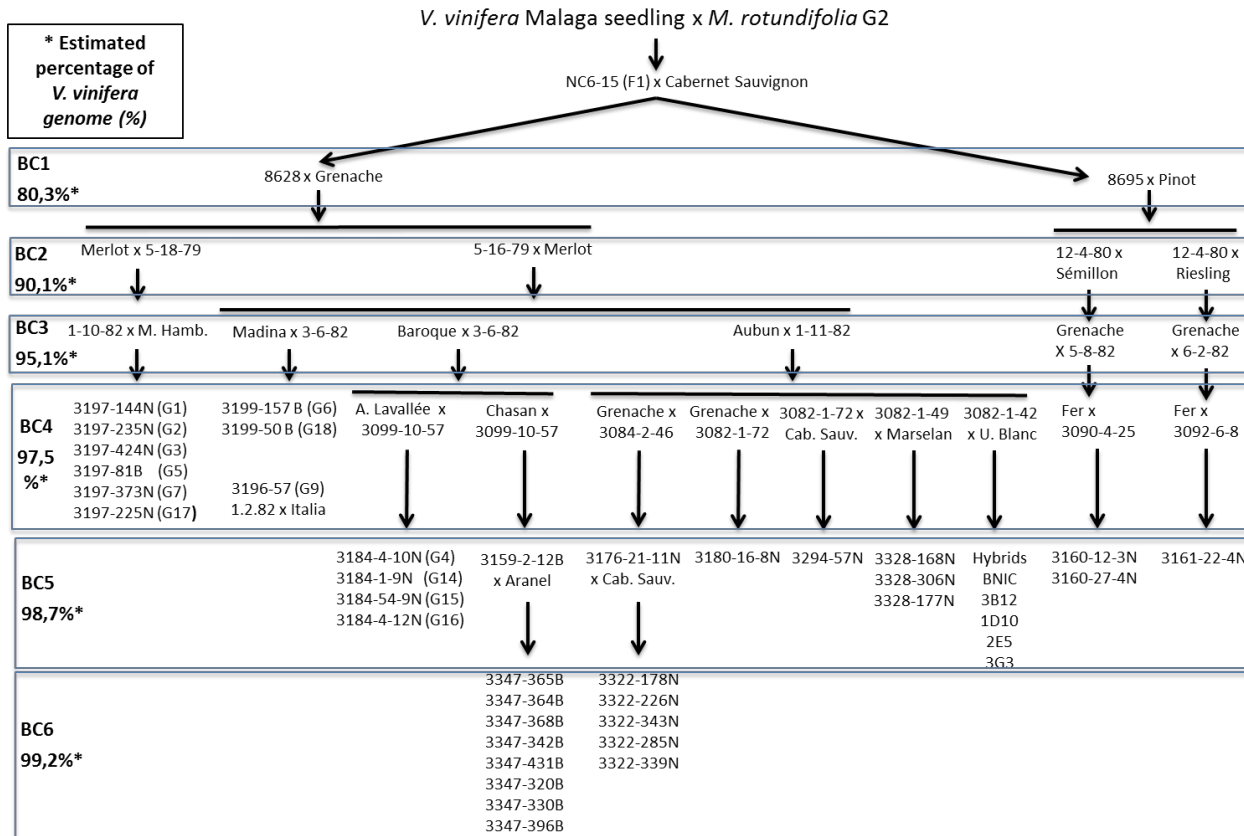 V. vinifera Malaga seedling x M. rotundifolia G2
* Estimated
percentage of
V. vinifera
genome (%)
NC6-15 (F1) x Cabernet Sauvignon
BC1
80,3%*
8628 x Grenache
8695 x Pinot
BC2
90,1%*
Merlot x 5-18-79
5-16-79 x Merlot
12-4-80 x
Sémillon
12-4-80 x
Riesling
BC3
95,1%*
1-10-82 x M. Hamb.
Madina x 3-6-82
Baroque x 3-6-82
Aubun x 1-11-82
Grenache
X 5-8-82
Grenache
x 6-2-82
BC4
97,5
%*
3197-144N (G1)
3197-235N (G2)
3197-424N (G3)
3197-81B (G5)
3197-373N (G7)
3197-225N (G17)
3199-157 B (G6)
3199-50 B (G18)
3196-57 (G9)
1.2.82 x Italia
A. Lavallée x
3099-10-57
Chasan x
3099-10-57
Grenache x
3084-2-46
Grenache x
3082-1-72
3082-1-72 x
Cab. Sauv.
3082-1-49
x Marselan
3082-1-42
x U. Blanc
Fer x
3090-4-25
Fer x
3092-6-8
BC5
98,7%*
3184-4-10N (G4)
3184-1-9N (G14)
3184-54-9N (G15)
3184-4-12N (G16)
3159-2-12B
x Aranel
3176-21-11N
x Cab. Sauv.
3180-16-8N
3294-57N
3328-168N
3328-306N
3328-177N
Hybrids
BNIC
3B12
1D10
2E5
3G3
3160-12-3N
3160-27-4N
3161-22-4N
BC6
99,2%*
3347-365B
3347-364B
3347-368B
3347-342B
3347-431B
3347-320B
3347-330B
3347-396B
3322-178N
3322-226N
3322-343N
3322-285N
3322-339N